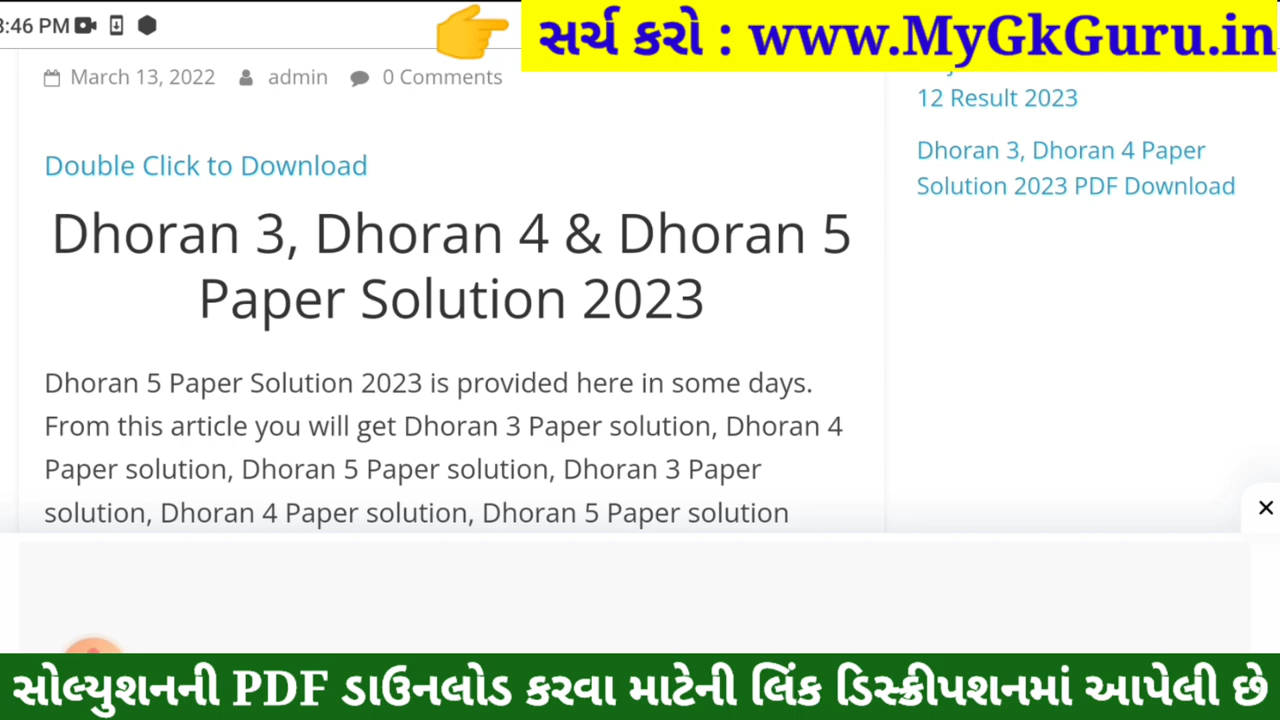 3:46 PM
👉 સર્ચ કરો : www.MyGkGuru.in
March 13, 2022 admin 0 Comments
12 Result 2023
Double Click to Download
Dhoran 3, Dhoran 4 Paper
Solution 2023 PDF Download
Dhoran 3, Dhoran 4 & Dhoran 5
Paper Solution 2023
Dhoran 5 Paper Solution 2023 is provided here in some days.
From this article you will get Dhoran 3 Paper solution, Dhoran 4
Paper solution, Dhoran 5 Paper solution, Dhoran 3 Paper
solution, Dhoran 4 Paper solution, Dhoran 5 Paper solution
સોલ્યુશનની PDF ડાઉનલોડ કરવા માટેની લિંક ડિસ્ક્રીપશનમાં આપેલી છે